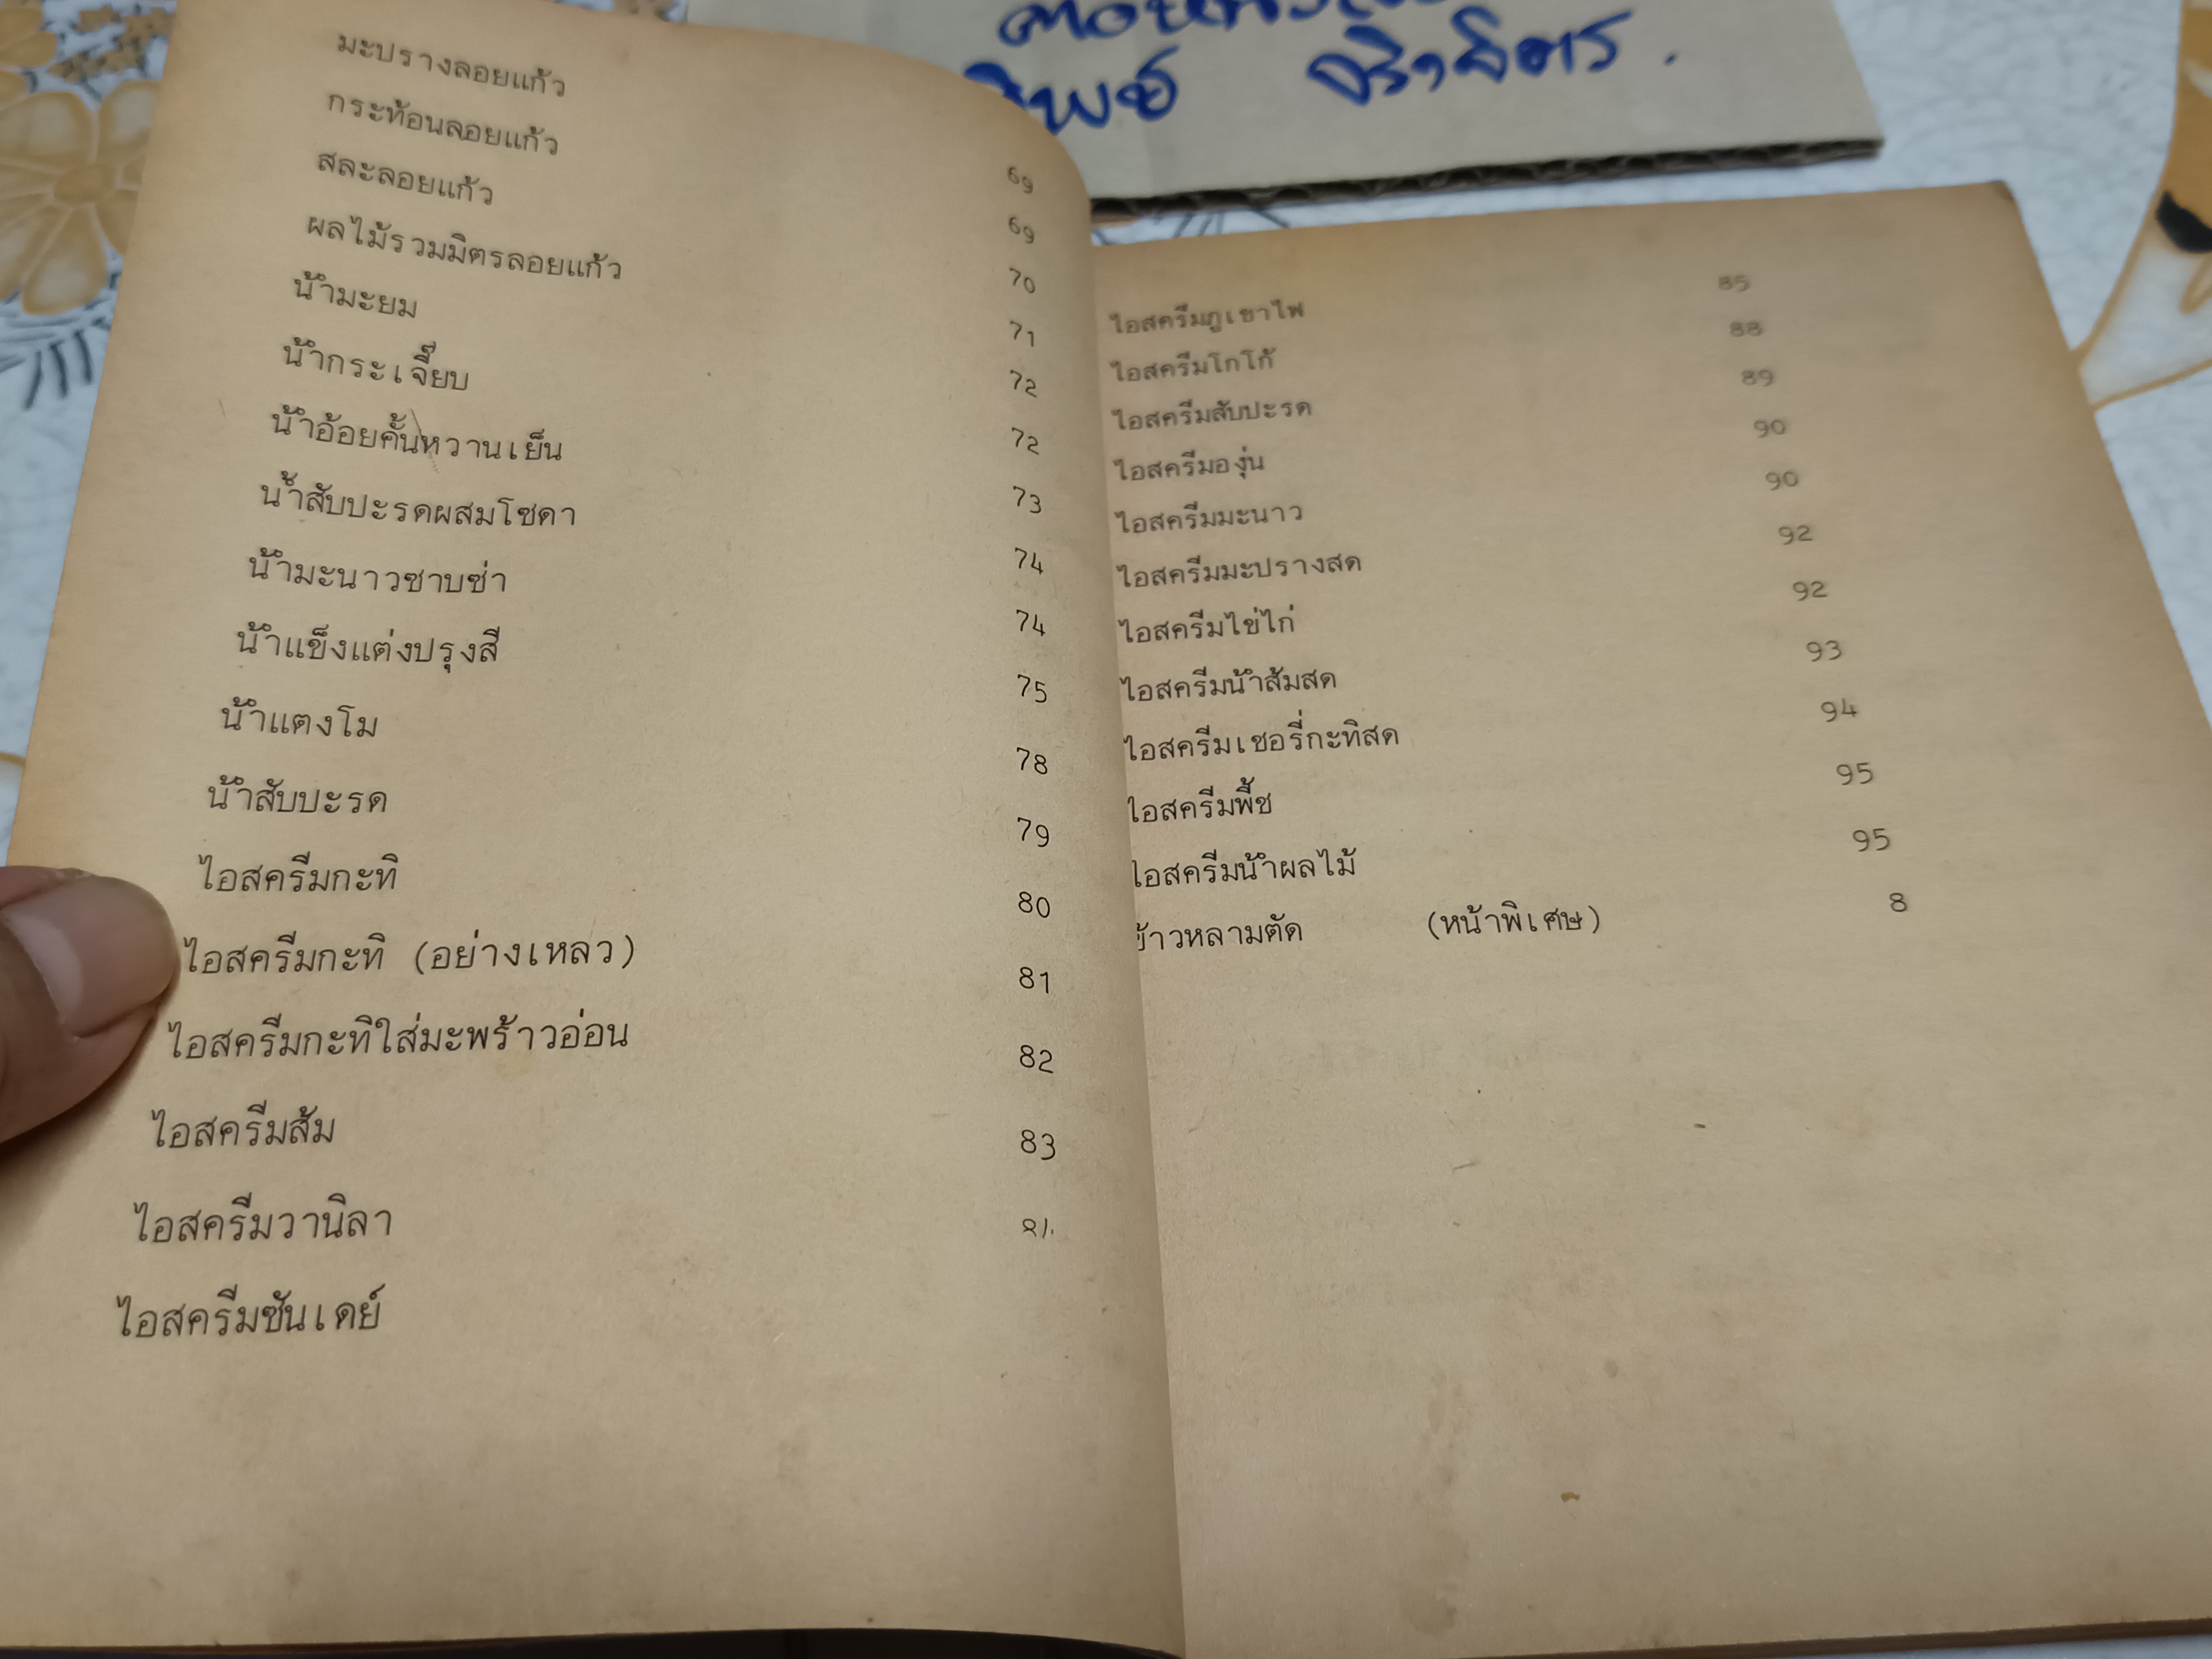 มะปรางลอยแก้ว 69
กระท้อนลอยแก้ว 69
สละลอยแก้ว 70
ผลไม้รวมมิตรลอยแก้ว 71
น้ำมะยม 72
น้ำกระเจี๊ยบ 72
น้ำอ้อยคั้นหวานเย็น 73
น้ำสับปะรดผสมโซดา 74
น้ำมะนาวซาบซ่า 74
น้ำแข็งแต่งปรุงสี 75
น้ำแตงโม 78
น้ำสับปะรด 79
ไอสครีมกะทิ 80
ไอสครีมกะทิ (อย่างเหลว) 81
ไอสครีมกะทิใส่มะพร้าวอ่อน 82
ไอสครีมส้ม 83
ไอสครีมวานิลา
ไอสครีมซันเดย์
ไอสครีมภูเขาไฟ 85
ไอสครีมโกโก้ 88
ไอสครีมสับปะรด 89
ไอสครีมองุ่น 90
ไอสครีมมะนาว 90
ไอสครีมมะปรางสด 92
ไอสครีมไข่ไก่ 92
ไอสครีมน้ำส้มสด 93
ไอสครีมเชอรี่กะทิสด 94
ไอสครีมพี้ช 95
ไอสครีมน้ำผลไม้ 95
ข้าวหลามตัด (หน้าพิเศษ) 8